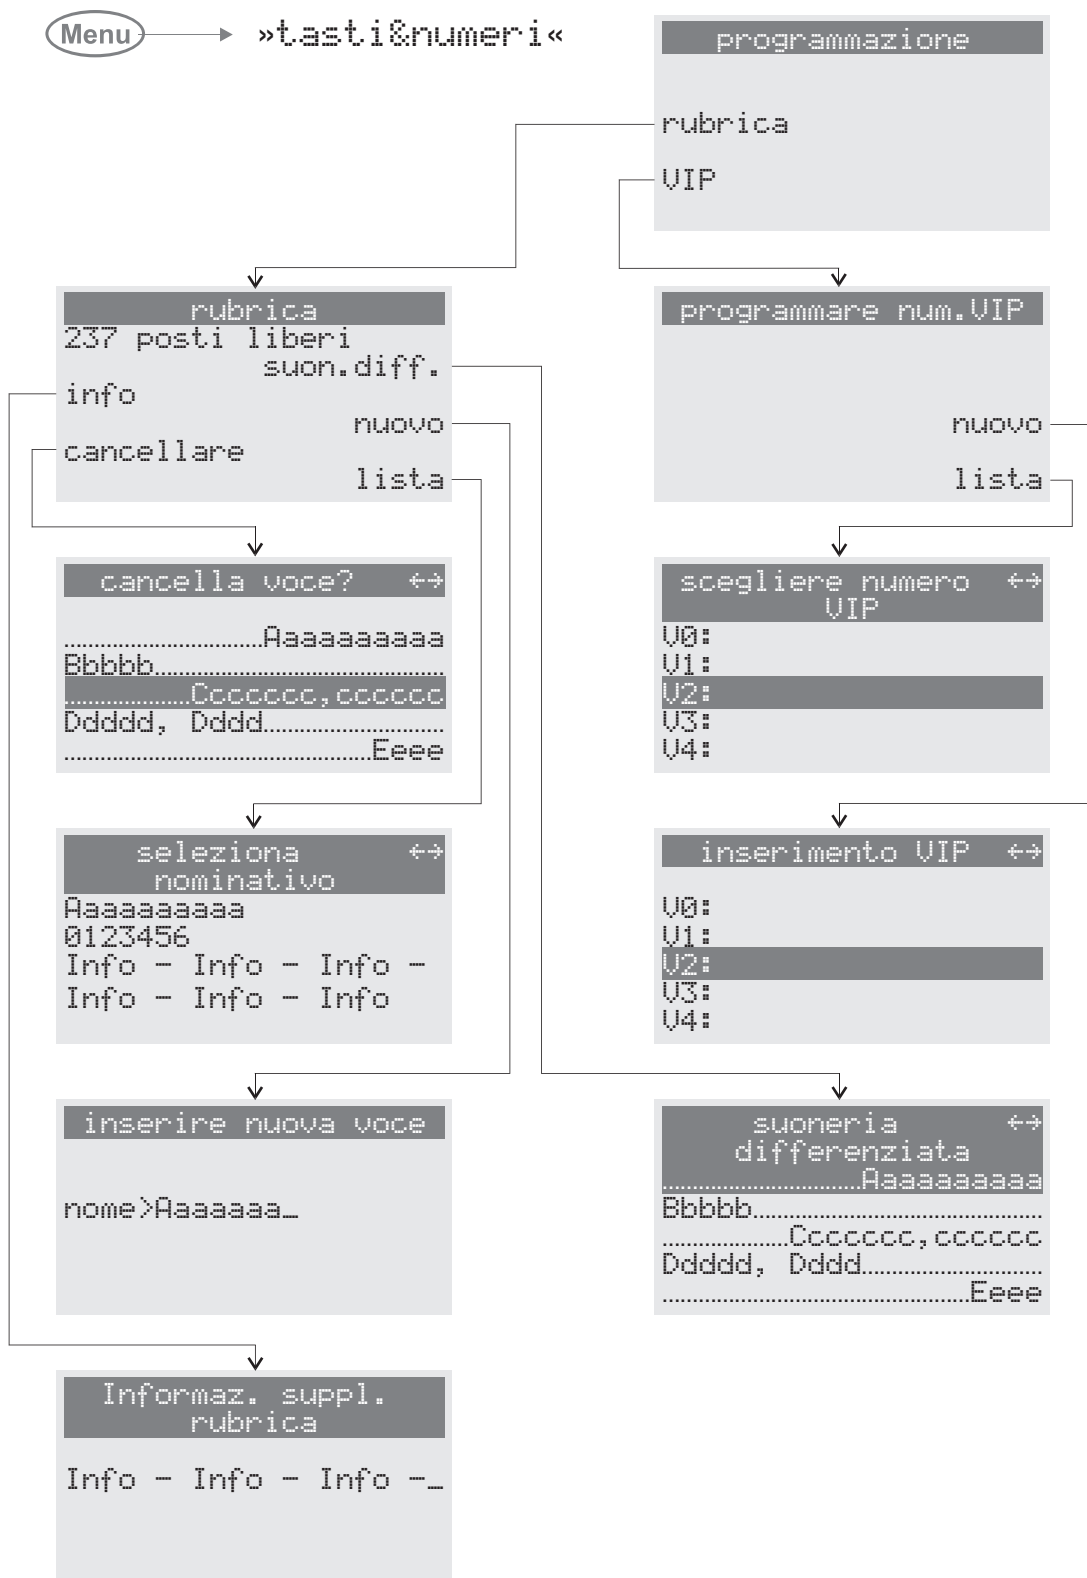 Menu »tasti&numeri«
programmazione
rubrica
VIP
rubrica
237 posti liberi
suon.diff.
info
nuovo
cancellare
lista
programmare num.VIP
nuovo
lista
cancella voce? ←→
.................................Aaaaaaaaaa
Bbbbb................................................
.....................Ccccccc,cccccc
Ddddd, Dddd..............................
...................................................Eeee
scegliere numero ←→
VIP
V0:
V1:
V2:
V3:
V4:
seleziona ←→
nominativo
Aaaaaaaaaa
0123456
Info - Info - Info -
Info - Info - Info
inserimento VIP ←→
V0:
V1:
V2:
V3:
V4:
inserire nuova voce
nome>Aaaaaaa_
suoneria ←→
differenziata
.................................Aaaaaaaaaa
Bbbbb................................................
.....................Ccccccc,cccccc
Ddddd, Dddd..............................
...................................................Eeee
Informaz. suppl.
rubrica
Info - Info - Info -_